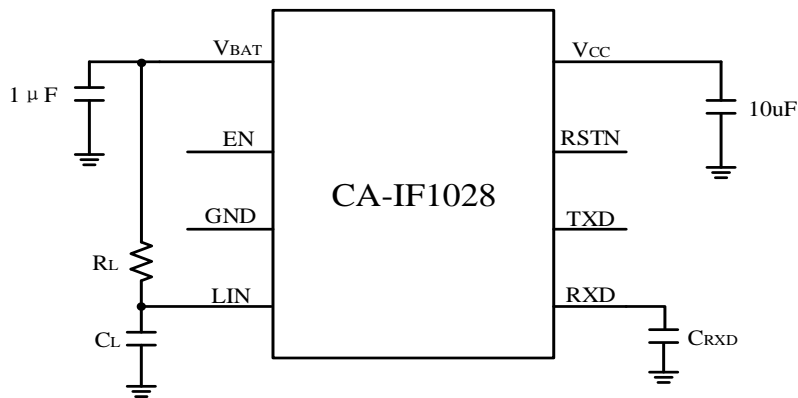 VBAT
VCC
1 μF
10uF
EN
RSTN
CA-IF1028
GND
TXD
RL
LIN
RXD
CL
CRXD